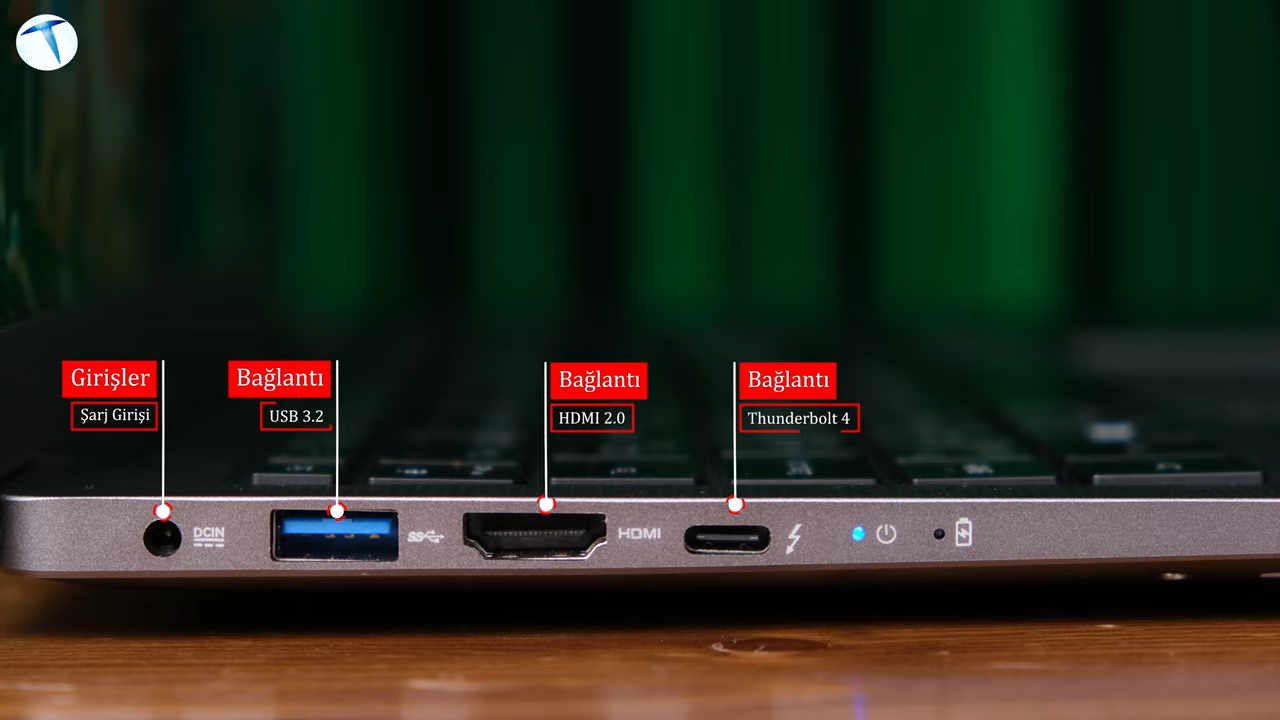 Girişler
Şarj Girişi
Bağlantı
USB 3.2
Bağlantı
HDMI 2.0
Bağlantı
Thunderbolt 4
DCIN
SS
HDMI